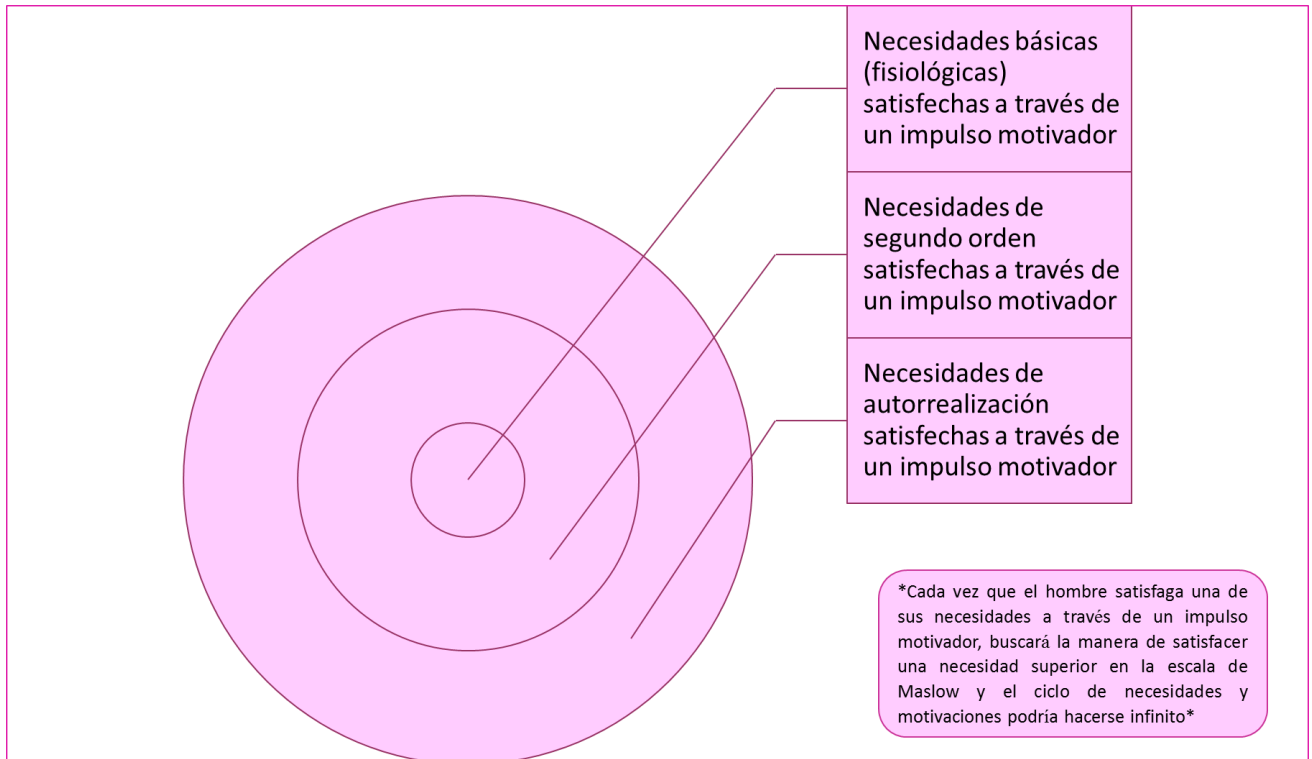 Necesidades básicas
(fisiológicas)
satisfechas a través de
un impulso motivador
Necesidades de
segundo orden
satisfechas a través de
un impulso motivador
Necesidades de
autorrealización
satisfechas a través de
un impulso motivador
*Cada vez que el hombre satisfaga una de
sus necesidades a través de un impulso
motivador, buscará la manera de satisfacer
una necesidad superior en la escala de
Maslow y el ciclo de necesidades y
motivaciones podría hacerse infinito*